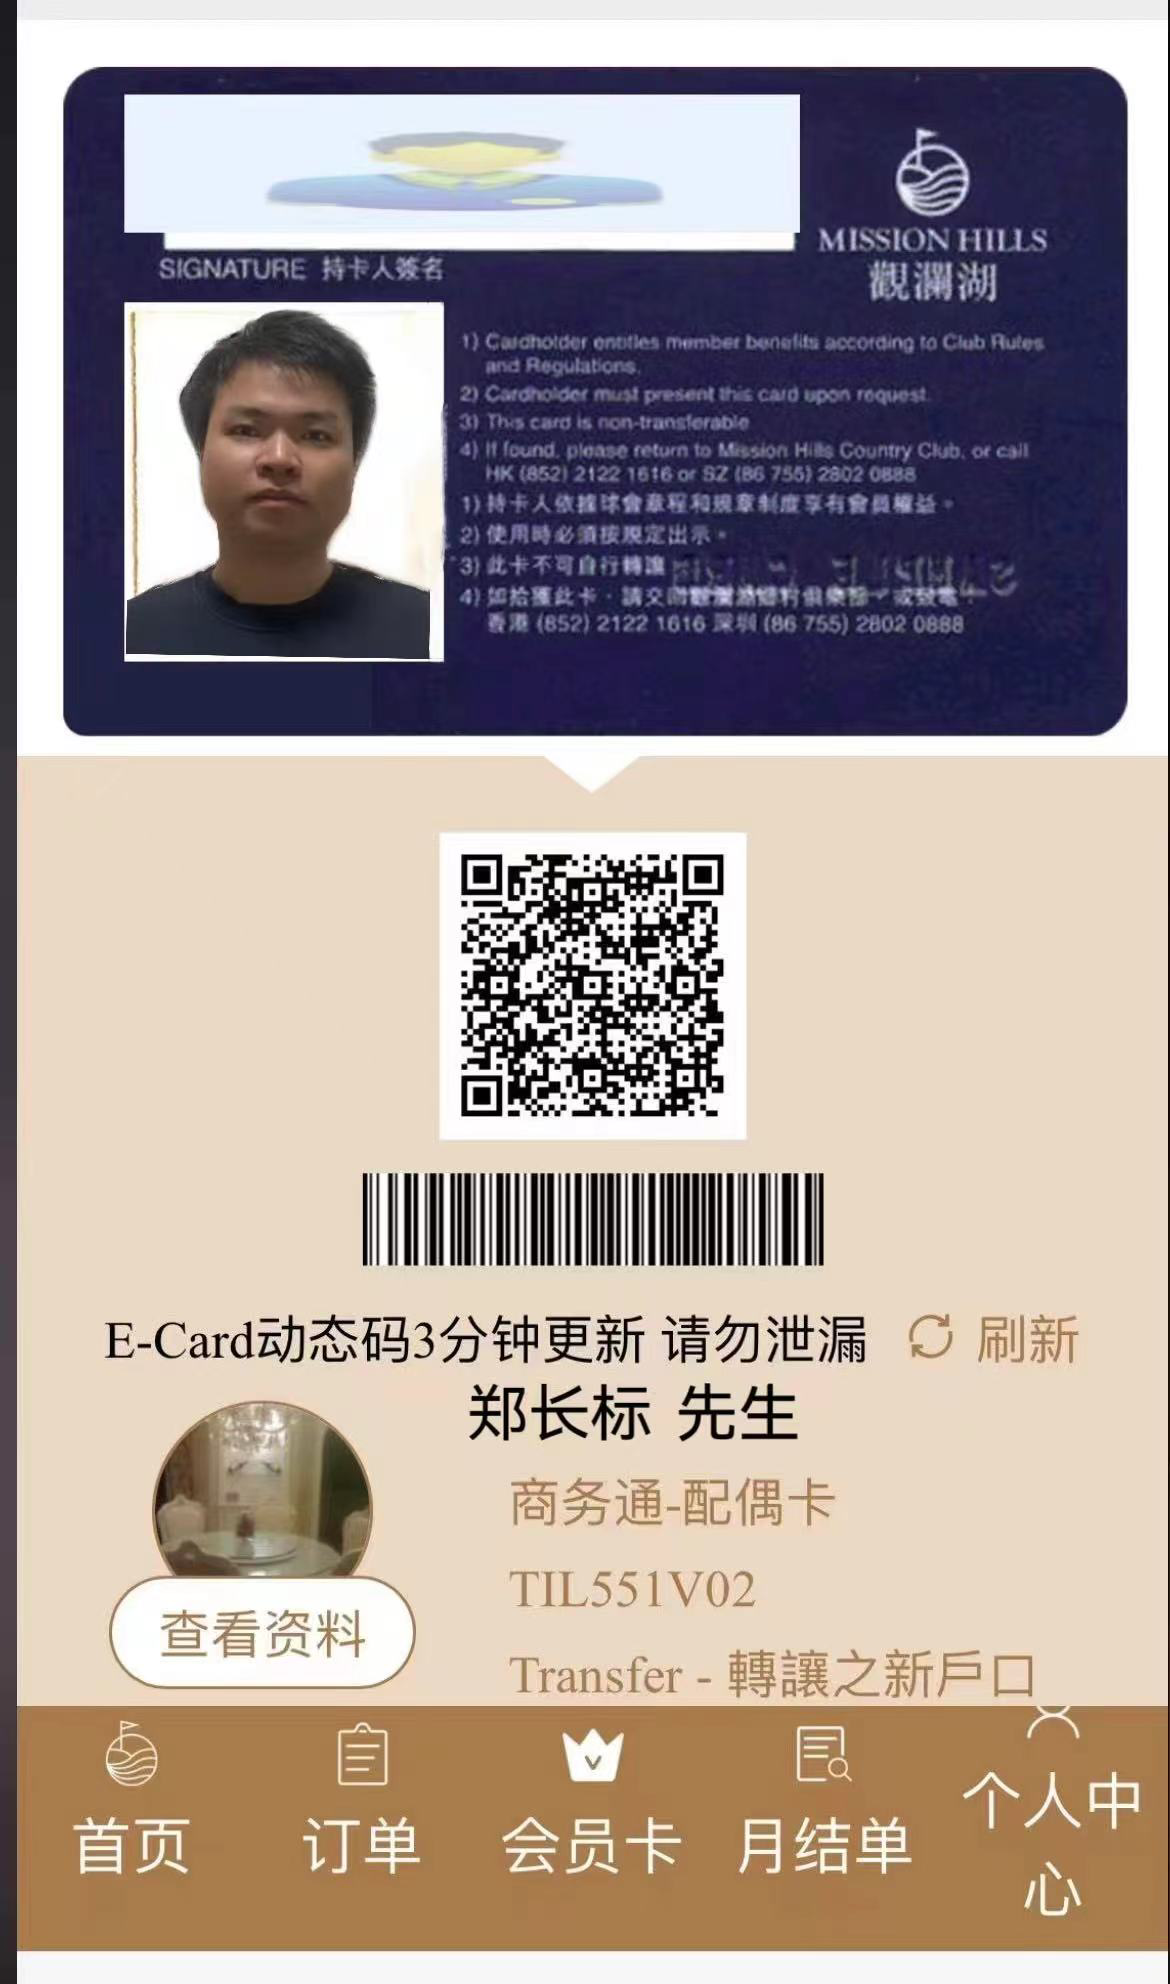 MISSION HILLS
觀瀾湖
SIGNATURE 持卡人簽名
1) Cardholder entitles member benefits according to Club Rules
and Regulations.
2) Cardholder must present this card upon request.
3) This card is non-transferable
4) If found, please return to Mission Hills Country Club, or call
HK (852) 2122 1616 or SZ (86 755) 2802 0888
1) 持卡人依據球會章程和規章制度享有會員權益。
2) 使用時必須按規定出示。
3) 此卡不可自行轉讓
4) 如拾獲此卡，請交
香港 (852) 2122 1616 深圳 (86 755) 2802 0888
E-Card动态码3分钟更新 请勿泄漏 刷新
郑长标 先生
商务通-配偶卡
TIL551V02
查看资料
Transfer - 轉讓之新戶口
首页 订单 会员卡 月结单 个人中
心